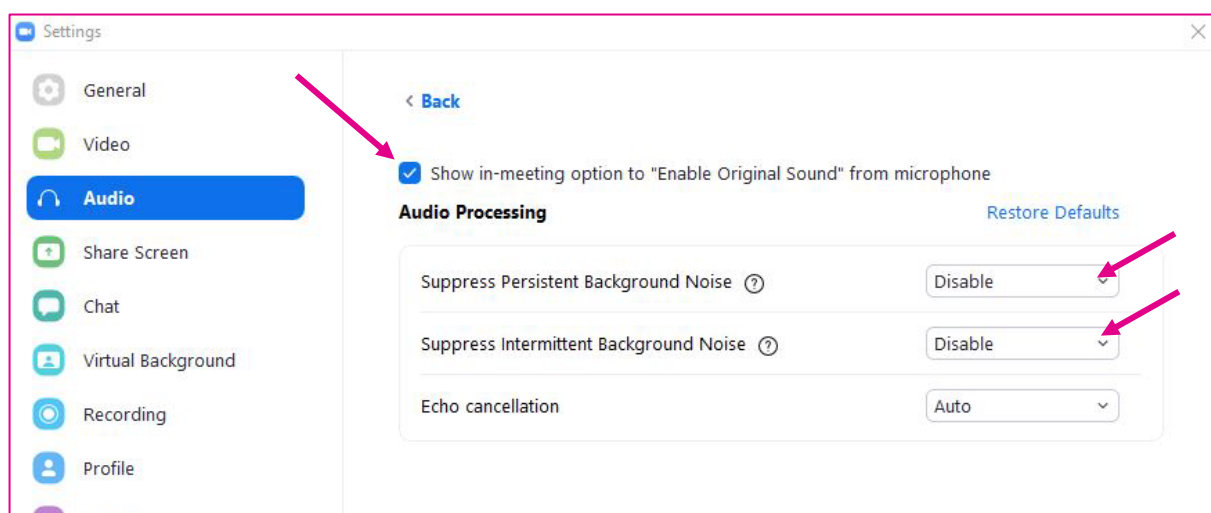 Settings
General
Video
Audio
Share Screen
Chat
Virtual Background
Recording
Profile
< Back
Show in-meeting option to "Enable Original Sound" from microphone
Audio Processing Restore Defaults
Suppress Persistent Background Noise ? Disable
Suppress Intermittent Background Noise ? Disable
Echo cancellation Auto